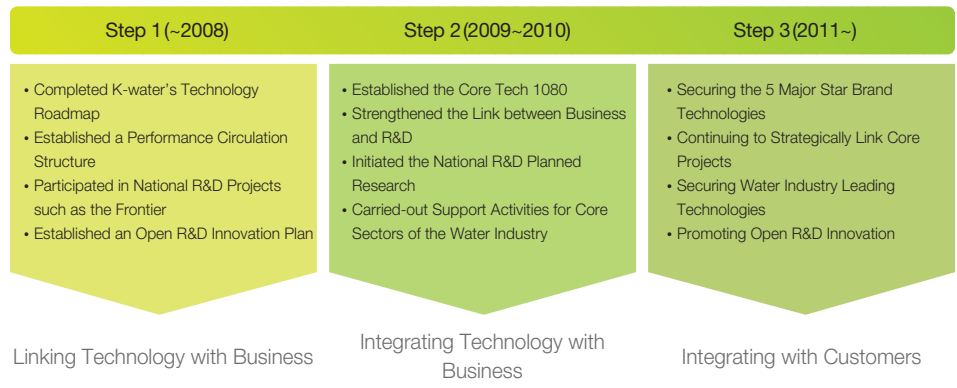 Step 1(~2008)
Step 2(2009~2010)
Step 3(2011~)
• Completed K-water's Technology
Roadmap
• Established a Performance Circulation
Structure
• Participated in National R&D Projects
such as the Frontier
• Established an Open R&D Innovation Plan
• Established the Core Tech 1080
• Strengthened the Link between Business
and R&D
• Initiated the National R&D Planned
Research
• Carried-out Support Activities for Core
Sectors of the Water Industry
• Securing the 5 Major Star Brand
Technologies
• Continuing to Strategically Link Core
Projects
• Securing Water Industry Leading
Technologies
• Promoting Open R&D Innovation
Linking Technology with Business
Integrating Technology with
Business
Integrating with Customers